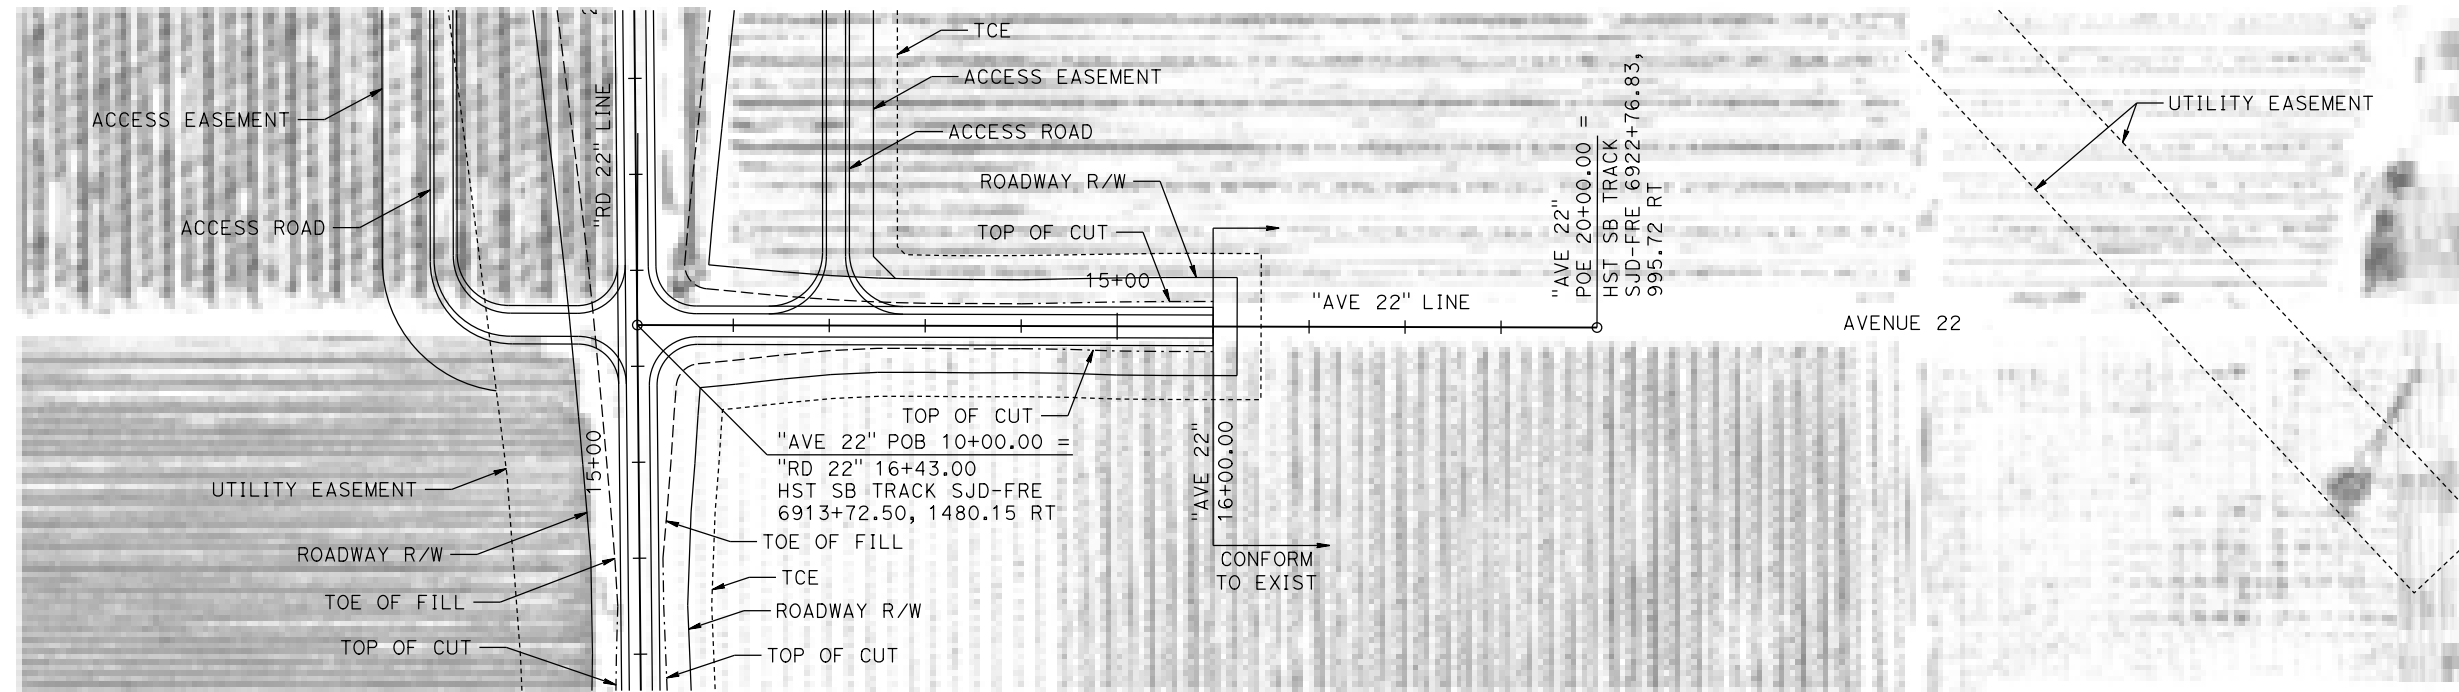 TCE
ACCESS EASEMENT
ACCESS EASEMENT
ACCESS ROAD
ACCESS ROAD
"RD 22" LINE
ROADWAY R/W
TOP OF CUT
15+00
"AVE 22" LINE
"AVE 22"
POE 20+00.00 =
HST SB TRACK
SJD-FRE 6922+76.83,
995.72 RT
UTILITY EASEMENT
AVENUE 22
TOP OF CUT
"AVE 22" POB 10+00.00 =
"RD 22" 16+43.00
HST SB TRACK SJD-FRE
6913+72.50, 1480.15 RT
"AVE 22"
16+00.00
CONFORM
TO EXIST
15+00
UTILITY EASEMENT
ROADWAY R/W
TOE OF FILL
TOP OF CUT
TOE OF FILL
TCE
ROADWAY R/W
TOP OF CUT